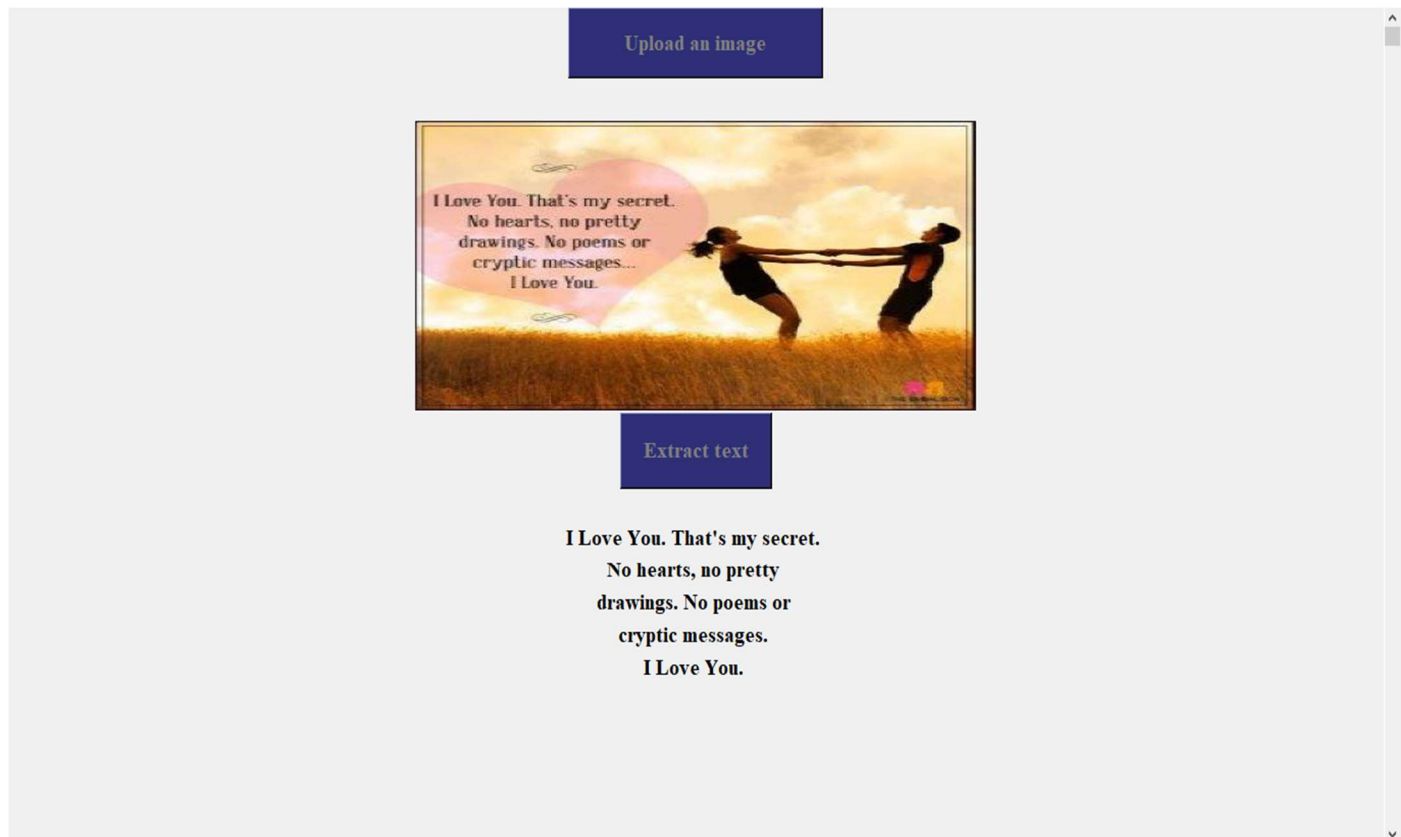 Upload an image
I Love You. That's my secret.
No hearts, no pretty
drawings. No poems or
cryptic messages...
I Love You.
Extract text
I Love You. That's my secret.
No hearts, no pretty
drawings. No poems or
cryptic messages.
I Love You.